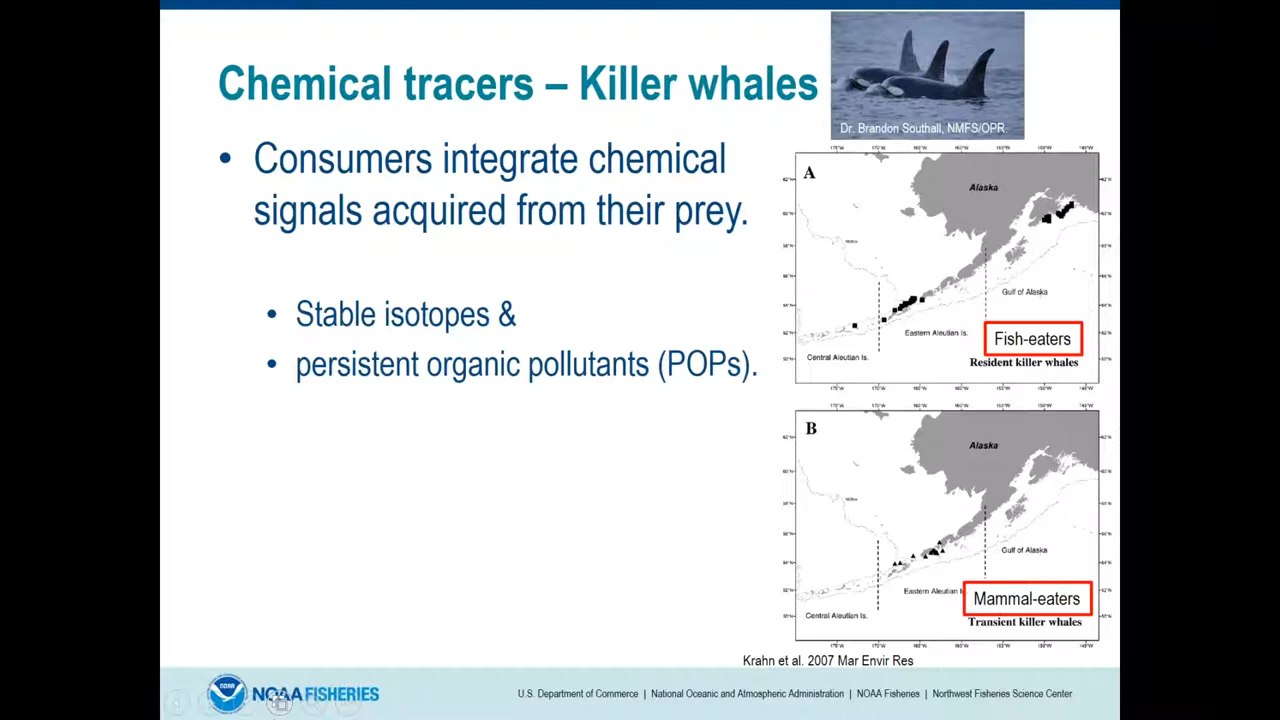 Chemical tracers – Killer whales
Dr. Brandon Southall, NMFS/OPR.
• Consumers integrate chemical
signals acquired from their prey.
• Stable isotopes &
• persistent organic pollutants (POPs).
A
Alaska
Gulf of Alaska
Eastern Aleutian Is.
Central Aleutian Is.
Fish-eaters
Resident killer whales
B
Alaska
Gulf of Alaska
Eastern Aleutian
Central Aleutian Is.
Mammal-eaters
Transient killer whales
Krahn et al. 2007 Mar Envir Res
NOAA FISHERIES
U.S. Department of Commerce | National Oceanic and Atmospheric Administration | NOAA Fisheries | Northwest Fisheries Science Center